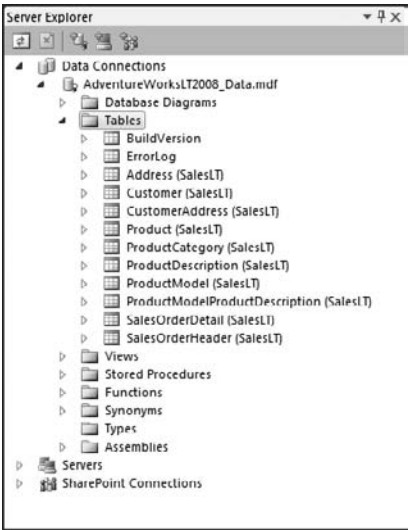 Server Explorer
Data Connections
AdventureWorksLT2008_Data.mdf
Database Diagrams
Tables
BuildVersion
ErrorLog
Address (SalesLT)
Customer (SalesLT)
CustomerAddress (SalesLT)
Product (SalesLT)
ProductCategory (SalesLT)
ProductDescription (SalesLT)
ProductModel (SalesLT)
ProductModelProductDescription (SalesLT)
SalesOrderDetail (SalesLT)
SalesOrderHeader (SalesLT)
Views
Stored Procedures
Functions
Synonyms
Types
Assemblies
Servers
SharePoint Connections